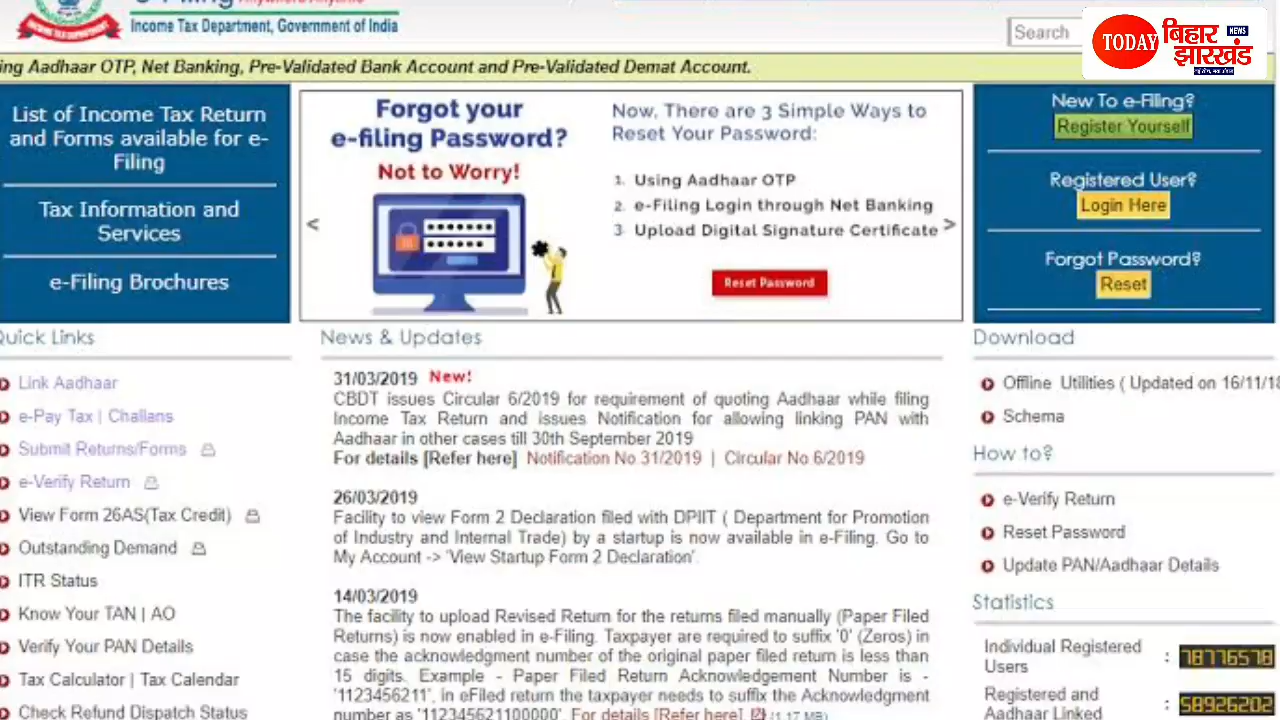 e-Filing Anywhere Anytime
Income Tax Department, Government of India
Search
TODAY
बिहार
झारखंड
NEWS
ing Aadhaar OTP, Net Banking, Pre-Validated Bank Account and Pre-Validated Demat Account.
List of Income Tax Return
and Forms available for e-
Filing
Tax Information and
Services
e-Filing Brochures
Forgot your
e-filing Password?
Not to Worry!
Now, There are 3 Simple Ways to
Reset Your Password:
1. Using Aadhaar OTP
2. e-Filing Login through Net Banking
3. Upload Digital Signature Certificate
Reset Password
<
>
New To e-Filing?
Register Yourself
Registered User?
Login Here
Forgot Password?
Reset
Quick Links
Link Aadhaar
e-Pay Tax | Challans
Submit Returns/Forms
e-Verify Return
View Form 26AS(Tax Credit)
Outstanding Demand
ITR Status
Know Your TAN | AO
Verify Your PAN Details
Tax Calculator | Tax Calendar
Check Refund Dispatch Status
News & Updates
31/03/2019 New!
CBDT issues Circular 6/2019 for requirement of quoting Aadhaar while filing
Income Tax Return and issues Notification for allowing linking PAN with
Aadhaar in other cases till 30th September 2019
For details [Refer here] Notification No 31/2019 | Circular No 6/2019
26/03/2019
Facility to view Form 2 Declaration filed with DPIIT ( Department for Promotion
of Industry and Internal Trade) by a startup is now available in e-Filing. Go to
My Account -> 'View Startup Form 2 Declaration'.
14/03/2019
The facility to upload Revised Return for the returns filed manually (Paper Filed
Returns) is now enabled in e-Filing. Taxpayer are required to suffix '0' (Zeros) in
case the acknowledgment number of the original paper filed return is less than
15 digits. Example - Paper Filed Return Acknowledgement Number is -
'1123456211', in eFiled return the taxpayer needs to suffix the Acknowledgment
number as '112345621100000'. For details [Refer here] (1.17 MB)
Download
Offline Utilities ( Updated on 16/11/18
Schema
How to?
e-Verify Return
Reset Password
Update PAN/Aadhaar Details
Statistics
Individual Registered
Users : 78776578
Registered and
Aadhaar Linked : 58926202